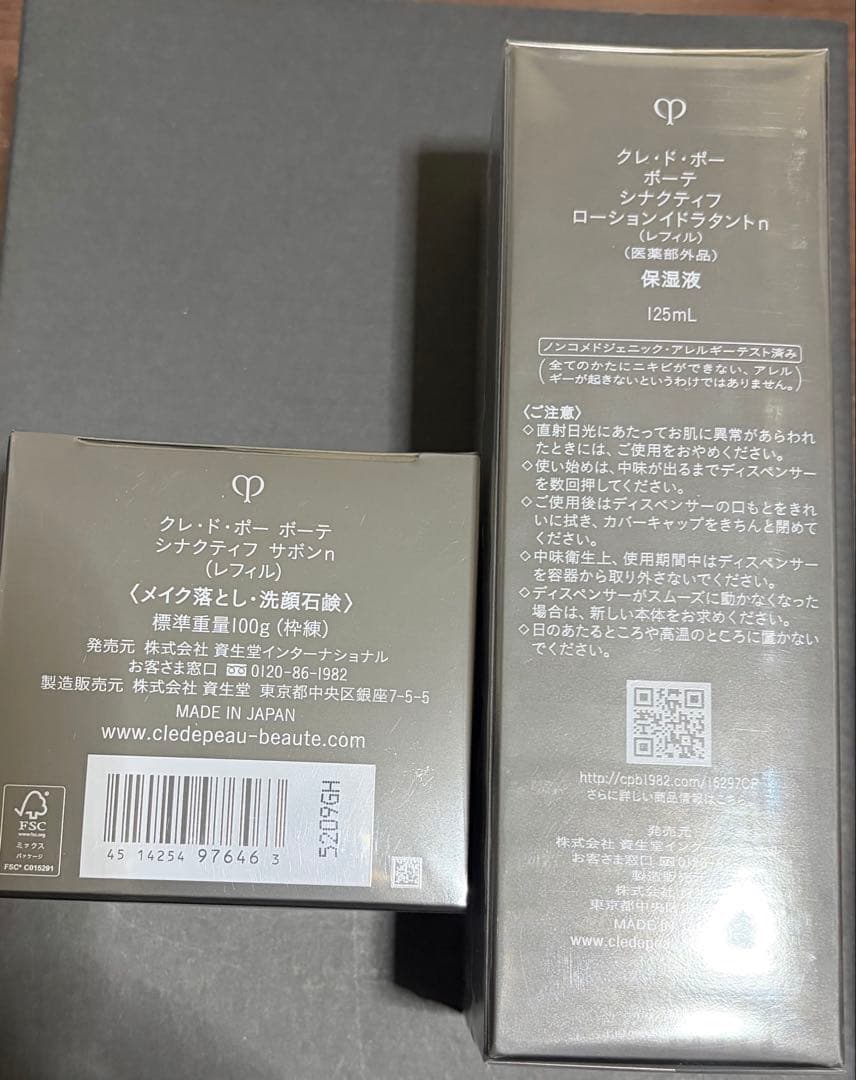 クレ・ド・ポー ボーテ
シナクティフ サボンn
(レフィル)
〈メイク落とし・洗顔石鹸〉
標準重量100g (枠練)
発売元 株式会社 資生堂インターナショナル
お客さま窓口 0120-86-1982
製造販売元 株式会社 資生堂 東京都中央区銀座7-5-5
MADE IN JAPAN
www.cledepeau-beaute.com
5209GH
45 14254 97646 3
FSC
www.fsc.org
ミックス
パッケージ
FSC® C015291
クレ・ド・ポー
ボーテ
シナクティフ
ローションイドラタントn
(レフィル)
(医薬部外品)
保湿液
125mL
ノンコメドジェニック・アレルギーテスト済み
(全てのかたにニキビができない、アレル
ギーが起きないというわけではありません。)
〈ご注意〉
◇直射日光にあたってお肌に異常があらわれ
たときには、ご使用をおやめください。
◇使い始めは、中味が出るまでディスペンサー
を数回押してください。
◇ご使用後はディスペンサーの口もとをきれ
いに拭き、カバーキャップをきちんと閉めて
ください。
◇中味衛生上、使用期間中はディスペンサー
を容器から取り外さないでください。
◇ディスペンサーがスムーズに動かなくなった
場合は、新しい本体をお求めください。
◇日のあたるところや高温のところに置かない
でください。
http://cpb1982.com/16297CP
さらに詳しい商品情報はこちら
発売元
株式会社 資生堂インタ
お客さま窓口
製造販売元
株式会社
東京都中央区
MADE IN
www.cledepeau